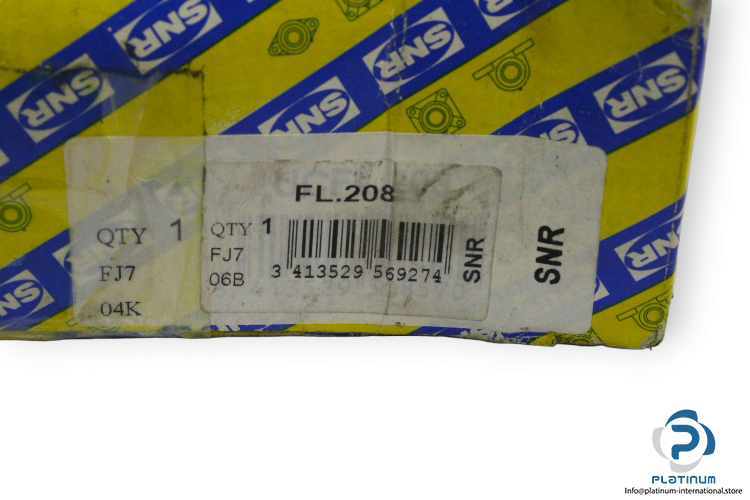 SNR
SNR
SNR
SNR
SNR
SNR
SNR
FL.208
QTY 1
FJ7
04K
QTY 1
FJ7
06B
3 413529 569274
SNR
SNR
PLATINUM
Info@platinum-international.store